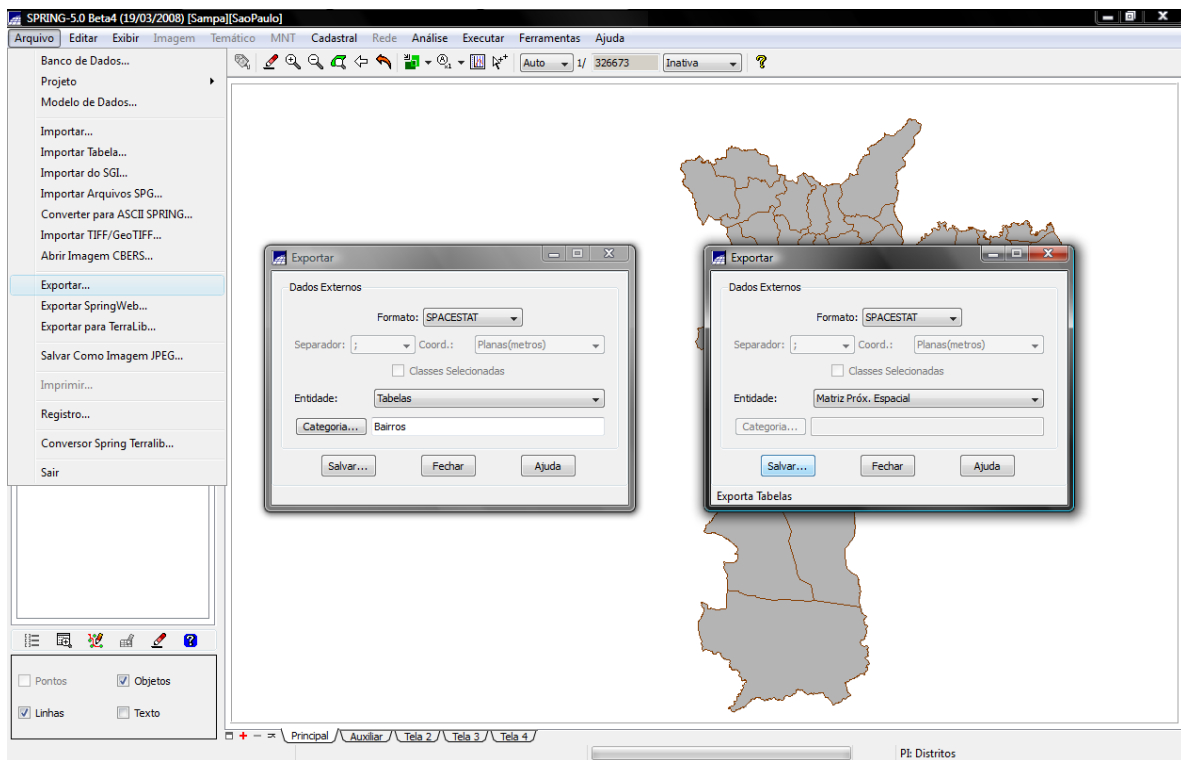 SPRING-5.0 Beta4 (19/03/2008) [Sampa][SaoPaulo]
Arquivo Editar Exibir Imagem Temático MNT Cadastral Rede Análise Executar Ferramentas Ajuda
Auto 1/ 326673 Inativa
Banco de Dados...
Projeto
Modelo de Dados...
Importar...
Importar Tabela...
Importar do SGI...
Importar Arquivos SPG...
Converter para ASCII SPRING...
Importar TIFF/GeoTIFF...
Abrir Imagem CBERS...
Exportar...
Exportar SpringWeb...
Exportar para TerraLib...
Salvar Como Imagem JPEG...
Imprimir...
Registro...
Conversor Spring Terralib...
Sair
Exportar
Dados Externos
Formato: SPACESTAT
Separador: ; Coord.: Planas(metros)
Classes Selecionadas
Entidade: Tabelas
Categoria... Bairros
Salvar... Fechar Ajuda
Exportar
Dados Externos
Formato: SPACESTAT
Separador: ; Coord.: Planas(metros)
Classes Selecionadas
Entidade: Matriz Próx. Espacial
Categoria...
Salvar... Fechar Ajuda
Exporta Tabelas
Pontos Objetos
Linhas Texto
Principal Auxiliar Tela 2 Tela 3 Tela 4
PI: Distritos